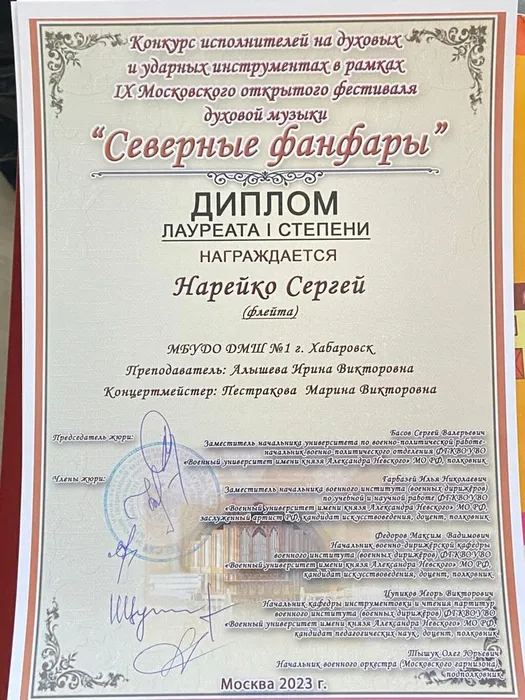 Конкурс исполнителей на духовых
и ударных инструментах в рамках
IX Московского открытого фестиваля
духовой музыки
“Северные фанфары”
ДИПЛОМ
ЛАУРЕАТА I СТЕПЕНИ
НАГРАЖДАЕТСЯ
Нарейко Сергей
(флейта)
МБУДО ДМШ №1 г. Хабаровск
Преподаватель: Алышева Ирина Викторовна
Концертмейстер: Пестракова Марина Викторовна
Председатель жюри:
Басов Сергей Валерьевич
Заместитель начальника университета по военно-политической работе-
начальник военно-политического отделения ФГКВОУВО
«Военный университет имени князя Александра Невского» МО РФ, полковник
Члены жюри:
Гарбазей Илья Николаевич
Заместитель начальника военного института (военных дирижёров)
по учебной и научной работе ФГКВОУВО
«Военный университет имени князя Александра Невского» МО РФ,
заслуженный артист РФ, кандидат искусствоведения, доцент, полковник
Федоров Максим Вадимович
Начальник военно-дирижёрской кафедры
военного института (военных дирижёров) ФГКВОУВО
«Военный университет имени князя Александра Невского» МО РФ,
кандидат искусствоведения, доцент, полковник
Цупиков Игорь Викторович
Начальник кафедры инструментовки и чтения партитур
военного института (военных дирижёров) ФГКВОУВО
«Военный университет имени князя Александра Невского» МО РФ,
кандидат педагогических наук, доцент, полковник
Тыщук Олег Юрьевич
Начальник военного оркестра (Московского гарнизона),
подполковник
Москва 2023 г.